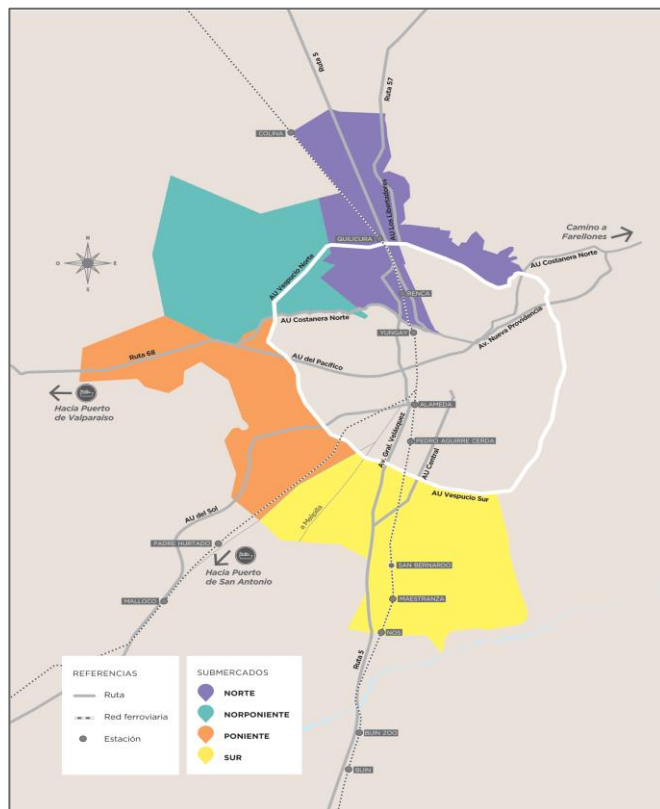 Ruta 5
Ruta 57
COLINA
AU Los Libertadores
QUILICURA
Camino a
Farellones
N
O
E
S
AU Vespucio Norte
AU Costanera Norte
RENCA
AU Costanera Norte
YUNGAY
Av. Nueva Providencia
Ruta 68
AU del Pacífico
Hacia Puerto
de Valparaíso
ALAMEDA
Av. Gral. Velásquez
PEDRO AGUIRRE CERDA
AU Central
AU Vespucio Sur
AU del Sol
a Melipilla
PADRE HURTADO
Hacia Puerto
de San Antonio
SAN BERNARDO
MALLOCO
MAESTRANZA
NOS
Ruta 5
BUIN ZOO
BUIN
REFERENCIAS
Ruta
Red ferroviaria
Estación
SUBMERCADOS
NORTE
NORPONIENTE
PONIENTE
SUR